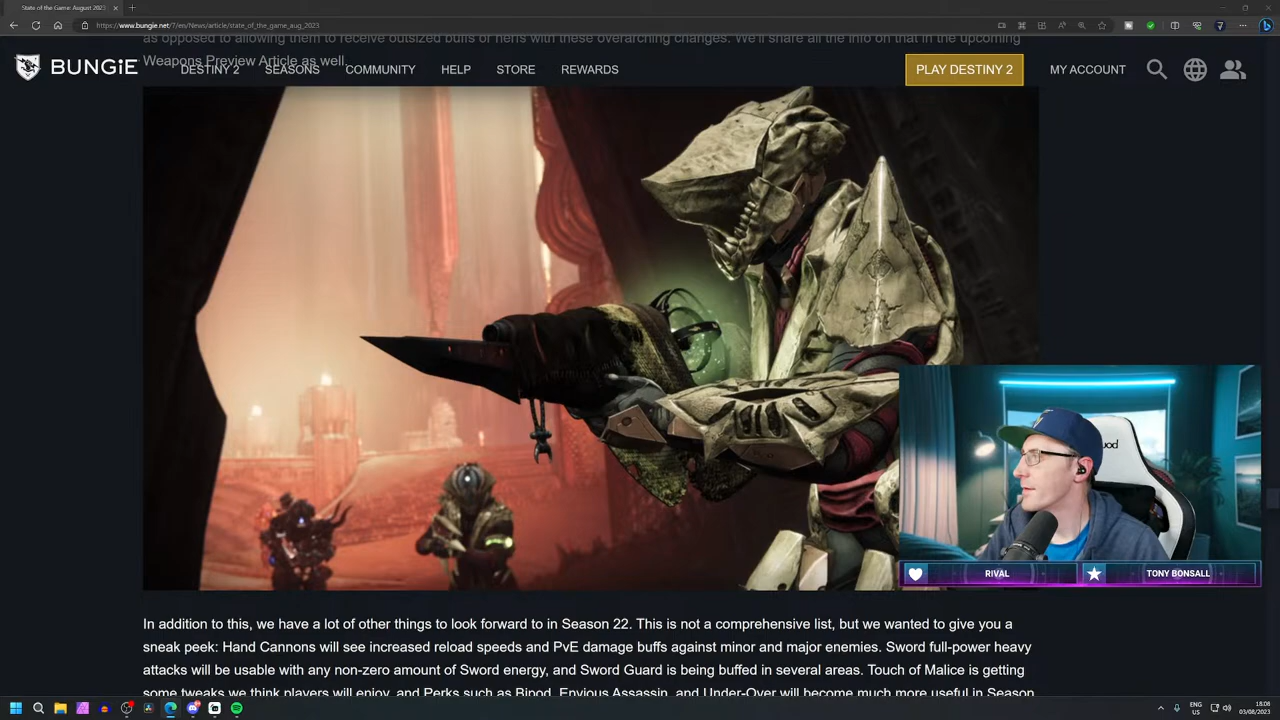 State of the Game: August 2023
https://www.bungie.net/7/en/News/article/state_of_the_game_aug_2023
as opposed to allowing them to receive outsized buffs or nerfs with these overarching changes. We'll share all the info on that in the upcoming
Weapons Preview Article as well.
BUNGiE
DESTINY 2
SEASONS
COMMUNITY
HELP
STORE
REWARDS
PLAY DESTINY 2
MY ACCOUNT
RIVAL
TONY BONSALL
In addition to this, we have a lot of other things to look forward to in Season 22. This is not a comprehensive list, but we wanted to give you a
sneak peek: Hand Cannons will see increased reload speeds and PvE damage buffs against minor and major enemies. Sword full-power heavy
attacks will be usable with any non-zero amount of Sword energy, and Sword Guard is being buffed in several areas. Touch of Malice is getting
some tweaks we think players will enjoy, and Perks such as Bipod, Envious Assassin, and Under-Over will become much more useful in Season
ENG
US
18:08
03/08/2023